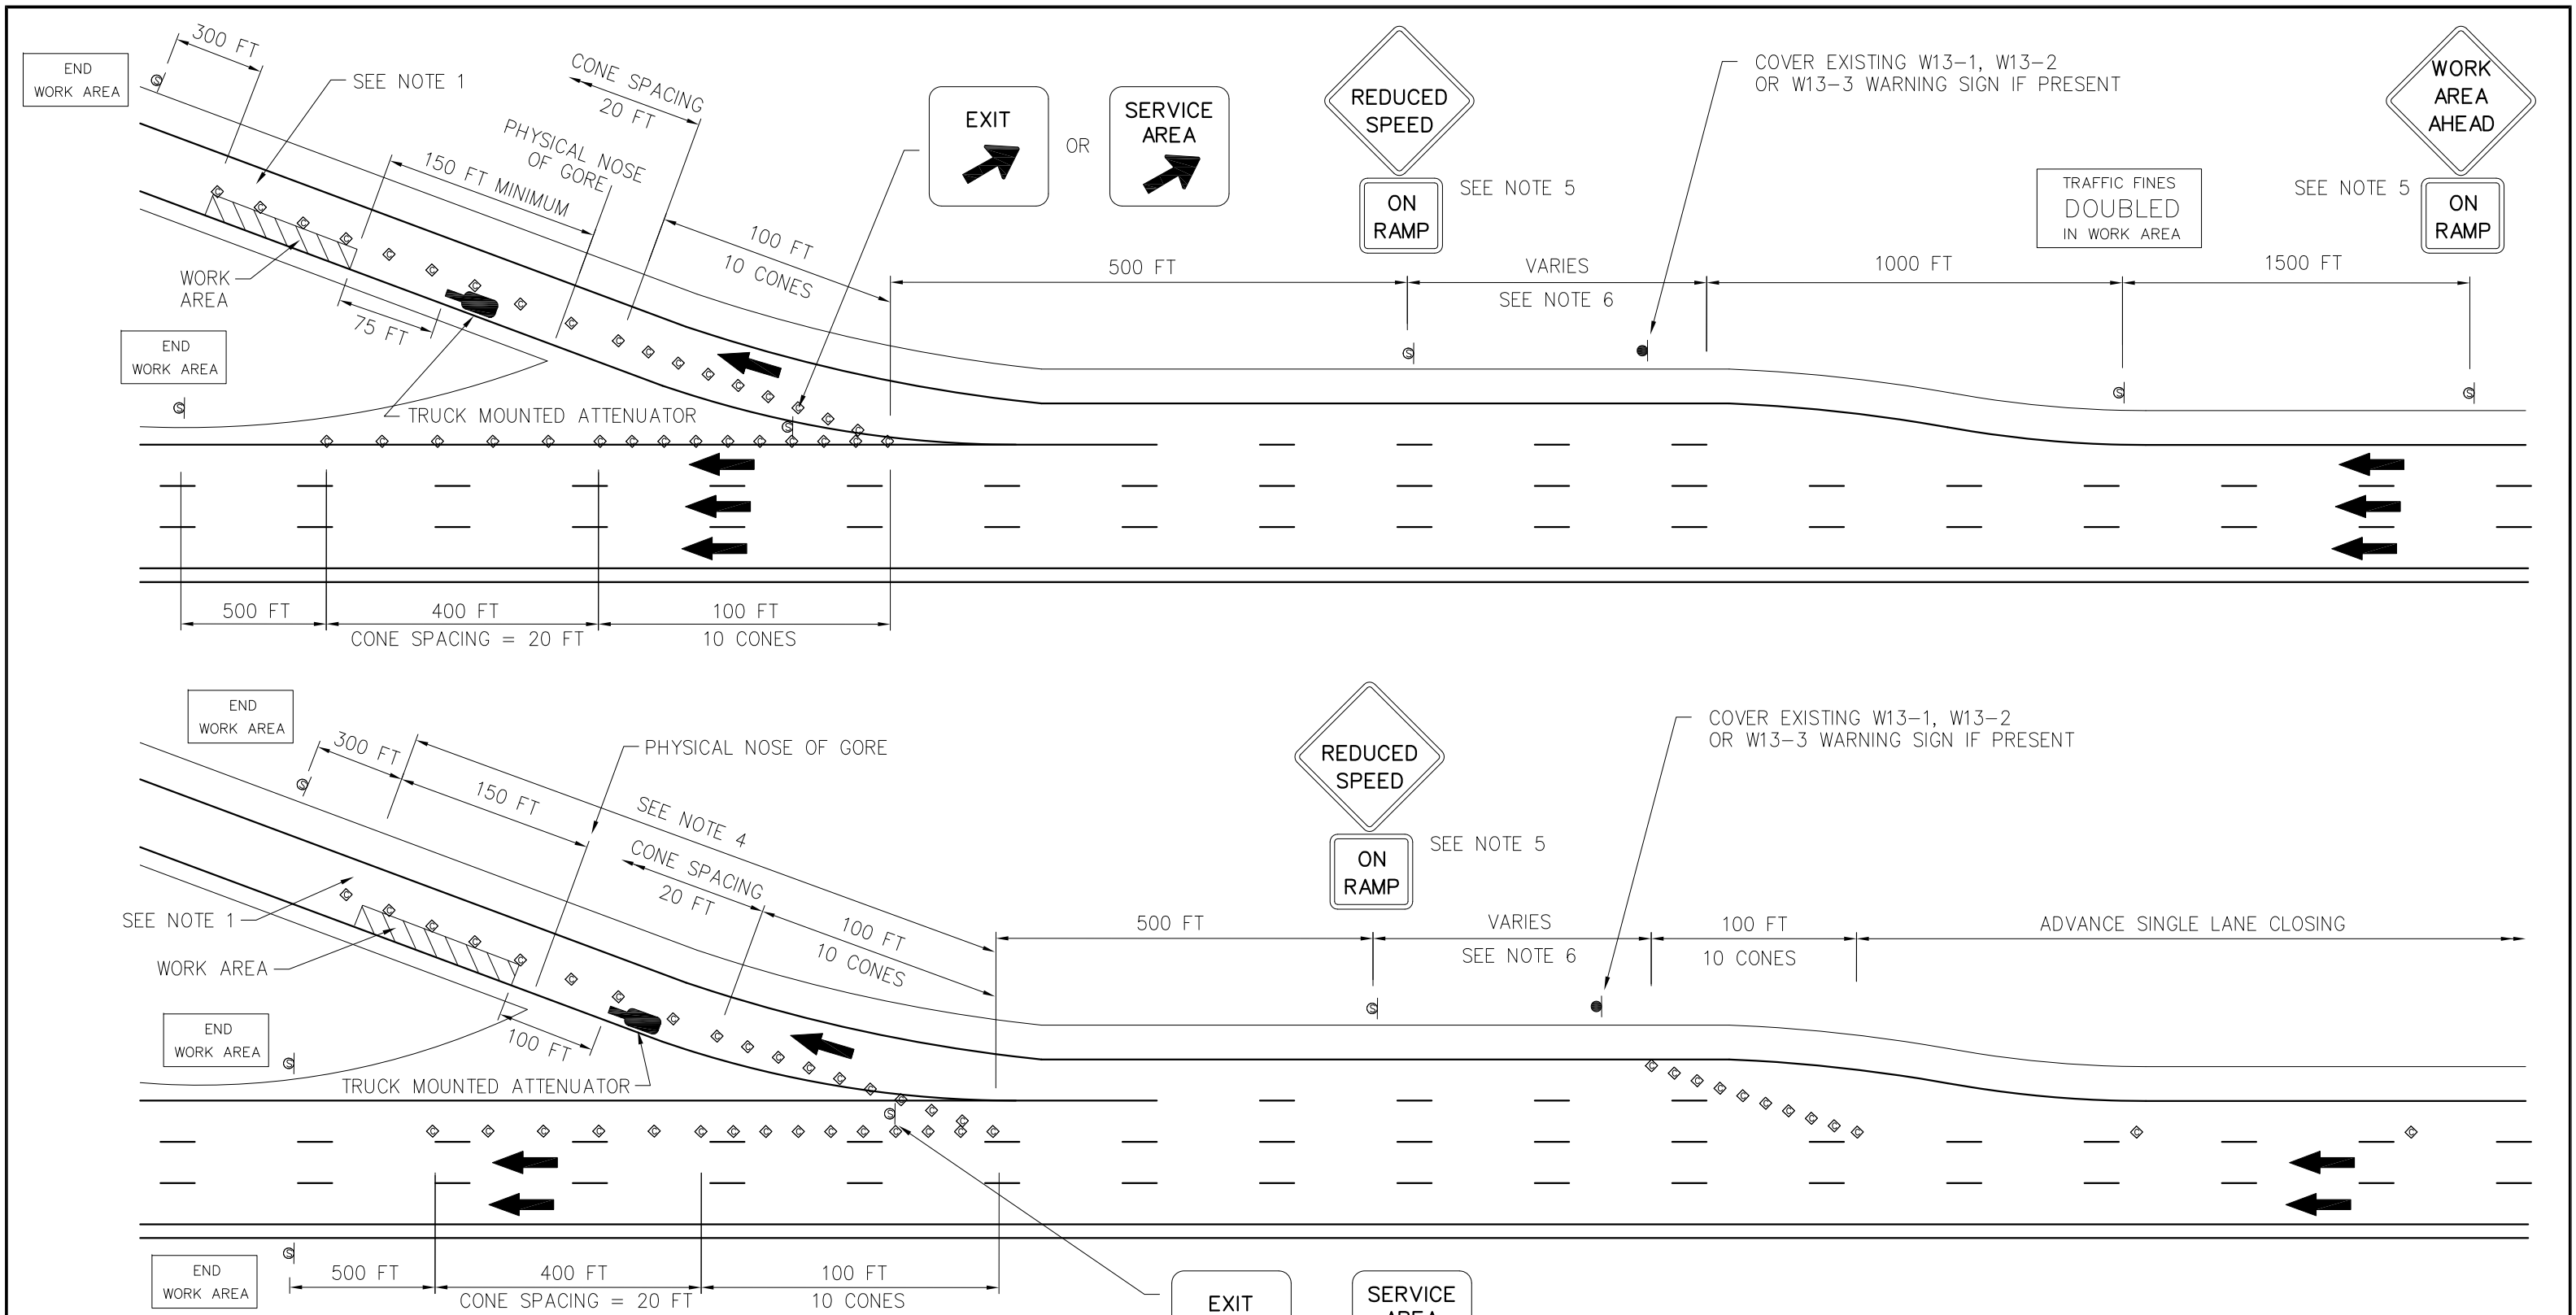 END
WORK AREA
300 FT
SEE NOTE 1
CONE SPACING
20 FT
PHYSICAL NOSE
OF GORE
150 FT MINIMUM
100 FT
10 CONES
WORK
AREA
75 FT
END
WORK AREA
TRUCK MOUNTED ATTENUATOR
EXIT
OR
SERVICE
AREA
REDUCED
SPEED
ON
RAMP
SEE NOTE 5
COVER EXISTING W13-1, W13-2
OR W13-3 WARNING SIGN IF PRESENT
TRAFFIC FINES
DOUBLED
IN WORK AREA
WORK
AREA
AHEAD
SEE NOTE 5
ON
RAMP
500 FT
VARIES
SEE NOTE 6
1000 FT
1500 FT
500 FT
400 FT
CONE SPACING = 20 FT
100 FT
10 CONES
END
WORK AREA
300 FT
150 FT
PHYSICAL NOSE OF GORE
SEE NOTE 4
CONE SPACING
20 FT
100 FT
10 CONES
SEE NOTE 1
WORK AREA
END
WORK AREA
100 FT
TRUCK MOUNTED ATTENUATOR
REDUCED
SPEED
ON
RAMP
SEE NOTE 5
COVER EXISTING W13-1, W13-2
OR W13-3 WARNING SIGN IF PRESENT
500 FT
VARIES
SEE NOTE 6
100 FT
10 CONES
ADVANCE SINGLE LANE CLOSING
END
WORK AREA
500 FT
400 FT
CONE SPACING = 20 FT
100 FT
10 CONES
EXIT
SERVICE
AREA